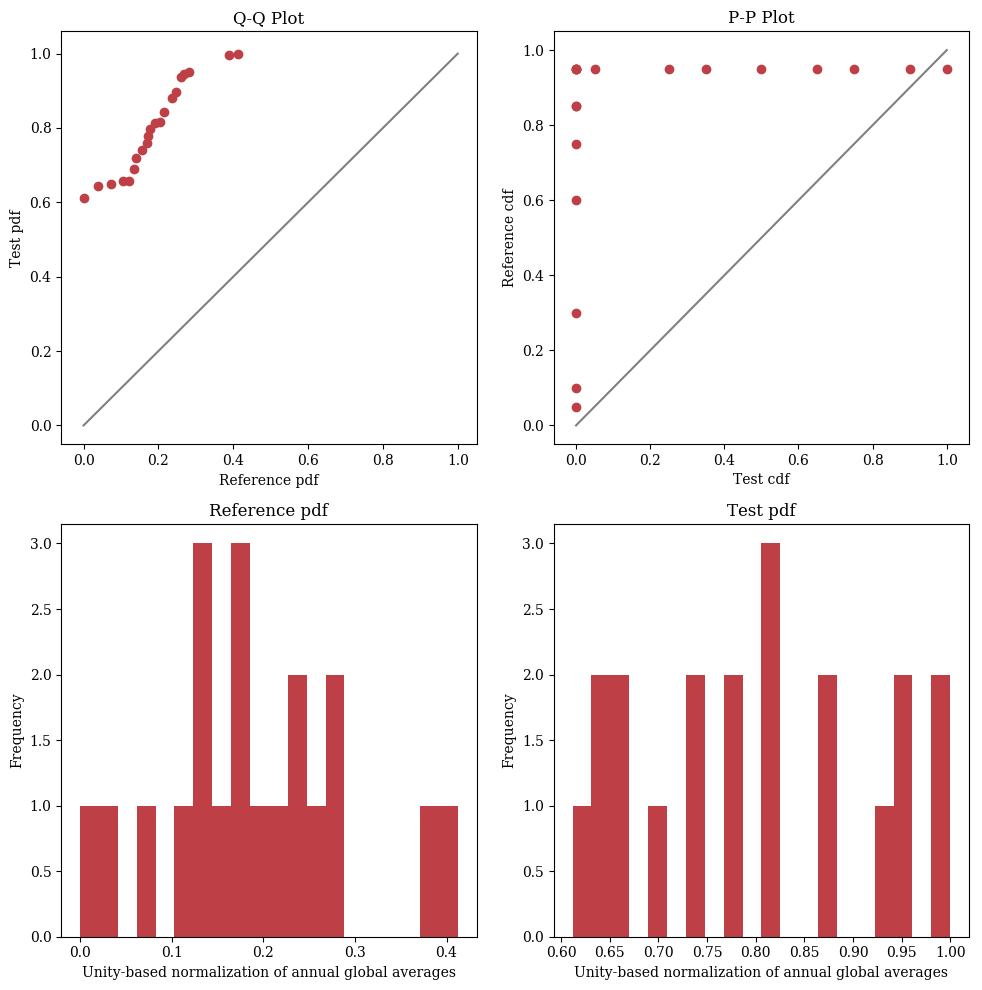 Q-Q Plot
1.0
0.8
0.6
0.4
0.2
0.0
Test pdf
0.0 0.2 0.4 0.6 0.8 1.0
Reference pdf
P-P Plot
1.0
0.8
0.6
0.4
0.2
0.0
Reference cdf
0.0 0.2 0.4 0.6 0.8 1.0
Test cdf
Reference pdf
3.0
2.5
2.0
1.5
1.0
0.5
0.0
Frequency
0.0 0.1 0.2 0.3 0.4
Unity-based normalization of annual global averages
Test pdf
3.0
2.5
2.0
1.5
1.0
0.5
0.0
Frequency
0.60 0.65 0.70 0.75 0.80 0.85 0.90 0.95 1.00
Unity-based normalization of annual global averages